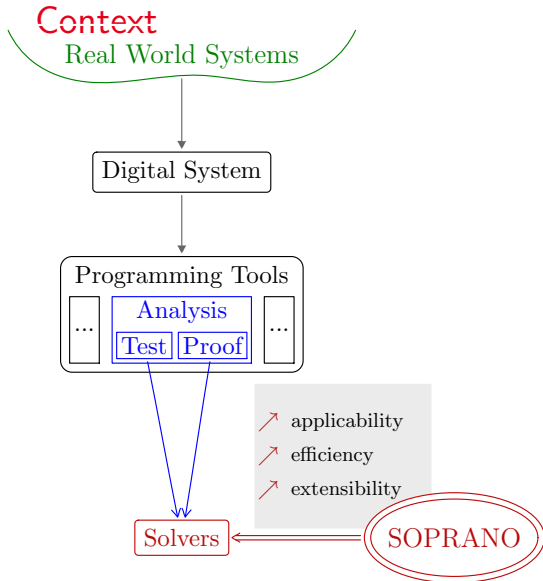 Context
Real World Systems
Digital System
Programming Tools
... Analysis ...
Test Proof
↗ applicability
↗ efficiency
↗ extensibility
Solvers
SOPRANO